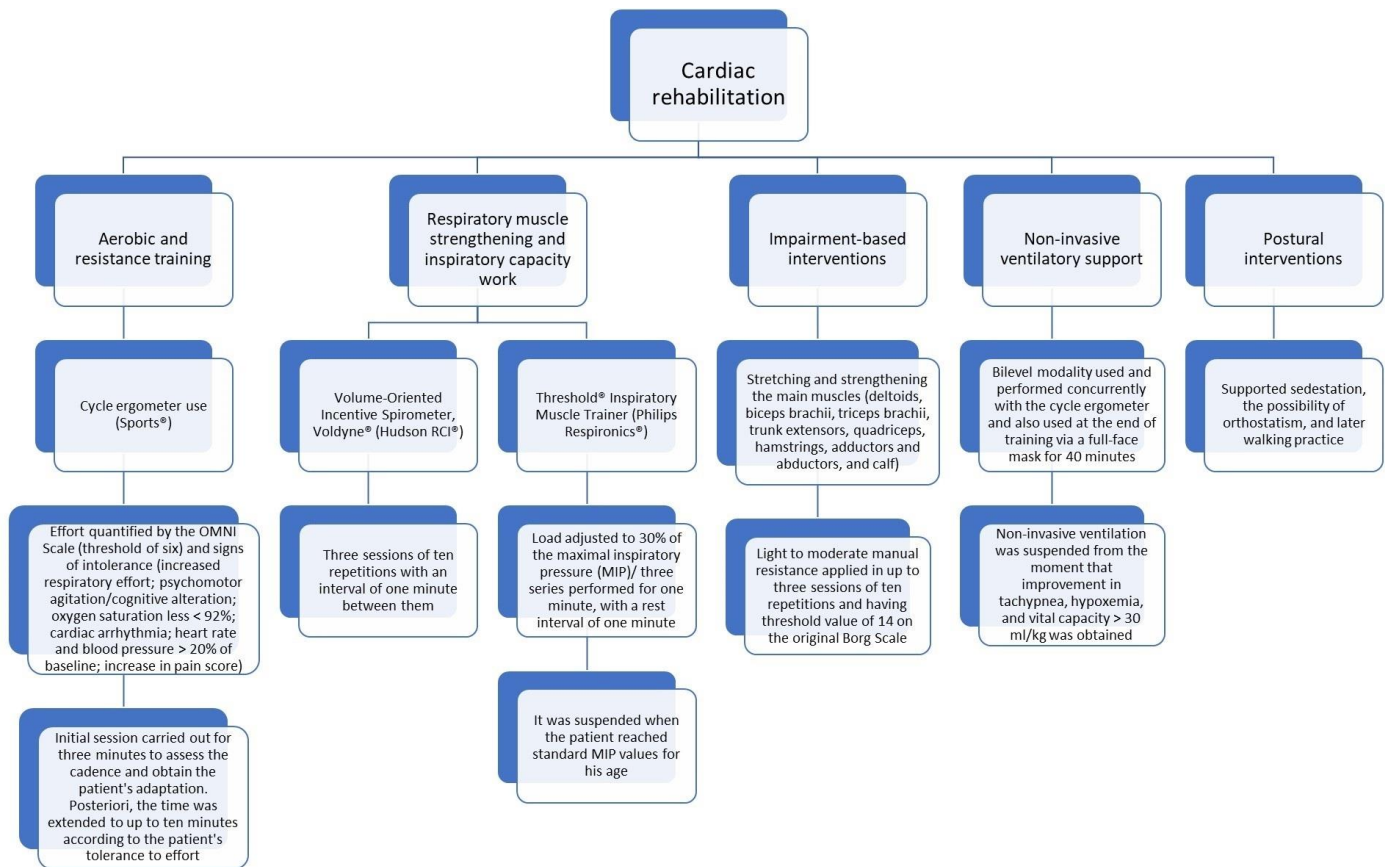 Cardiac
rehabilitation
Aerobic and
resistance training
Respiratory muscle
strengthening and
inspiratory capacity
work
Impairment-based
interventions
Non-invasive
ventilatory support
Postural
interventions
Cycle ergometer use
(Sports®)
Volume-Oriented
Incentive Spirometer,
Voldyne® (Hudson RCI®)
Threshold® Inspiratory
Muscle Trainer (Philips
Respironics®)
Stretching and strengthening
the main muscles (deltoids,
biceps brachii, triceps brachii,
trunk extensors, quadriceps,
hamstrings, adductors and
abductors, and calf)
Bilevel modality used and
performed concurrently
with the cycle ergometer
and also used at the end of
training via a full-face
mask for 40 minutes
Supported sedestation,
the possibility of
orthostatism, and later
walking practice
Effort quantified by the OMNI
Scale (threshold of six) and signs
of intolerance (increased
respiratory effort; psychomotor
agitation/cognitive alteration;
oxygen saturation less < 92%;
cardiac arrhythmia; heart rate
and blood pressure > 20% of
baseline; increase in pain score)
Three sessions of ten
repetitions with an
interval of one minute
between them
Load adjusted to 30% of
the maximal inspiratory
pressure (MIP)/ three
series performed for one
minute, with a rest
interval of one minute
Light to moderate manual
resistance applied in up to
three sessions of ten
repetitions and having
threshold value of 14 on
the original Borg Scale
Non-invasive ventilation
was suspended from the
moment that
improvement in
tachypnea, hypoxemia,
and vital capacity > 30
ml/kg was obtained
Initial session carried out for
three minutes to assess the
cadence and obtain the
patient's adaptation.
Posteriori, the time was
extended to up to ten minutes
according to the patient's
tolerance to effort
It was suspended when
the patient reached
standard MIP values for
his age